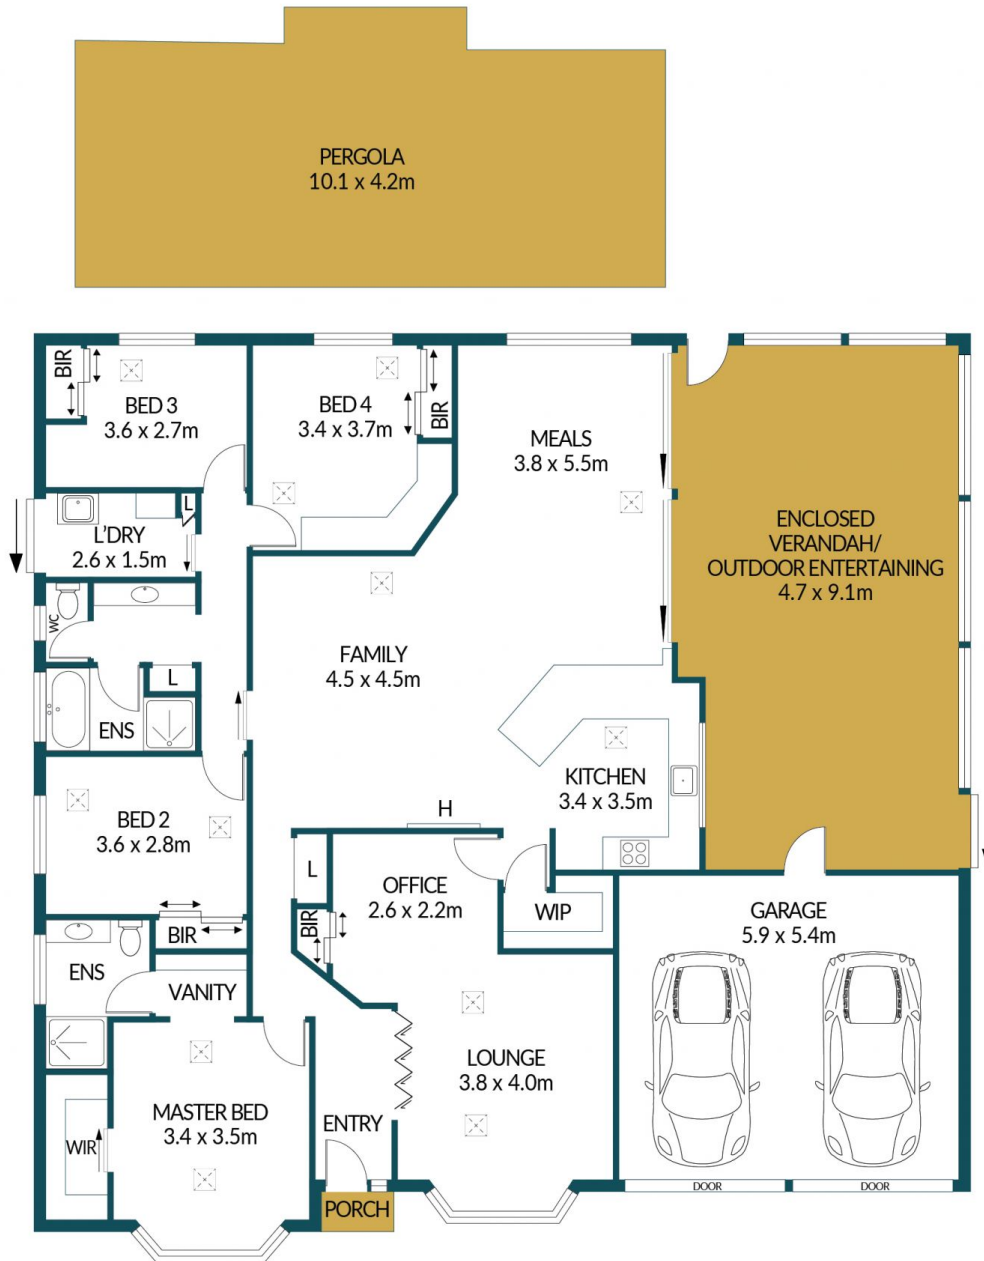 PERGOLA
10.1 x 4.2m
BIR
BED 3
3.6 x 2.7m
BED 4
3.4 x 3.7m
BIR
MEALS
3.8 x 5.5m
L
L'DRY
2.6 x 1.5m
ENCLOSED
VERANDAH/
OUTDOOR ENTERTAINING
4.7 x 9.1m
WC
L
ENS
FAMILY
4.5 x 4.5m
KITCHEN
3.4 x 3.5m
BED 2
3.6 x 2.8m
H
L
OFFICE
2.6 x 2.2m
BIR
WIP
GARAGE
5.9 x 5.4m
BIR
ENS
VANITY
LOUNGE
3.8 x 4.0m
MASTER BED
3.4 x 3.5m
ENTRY
WIR
PORCH
DOOR
DOOR